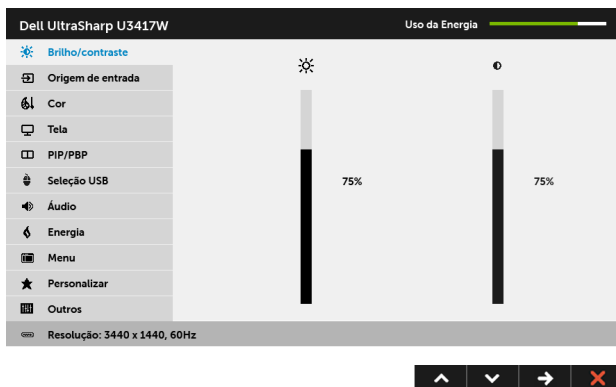 Dell UltraSharp U3417W
Uso da Energia
Brilho/contraste
Origem de entrada
Cor
Tela
PIP/PBP
Seleção USB
75%
75%
Áudio
Energia
Menu
Personalizar
Outros
Resolução: 3440 x 1440, 60Hz